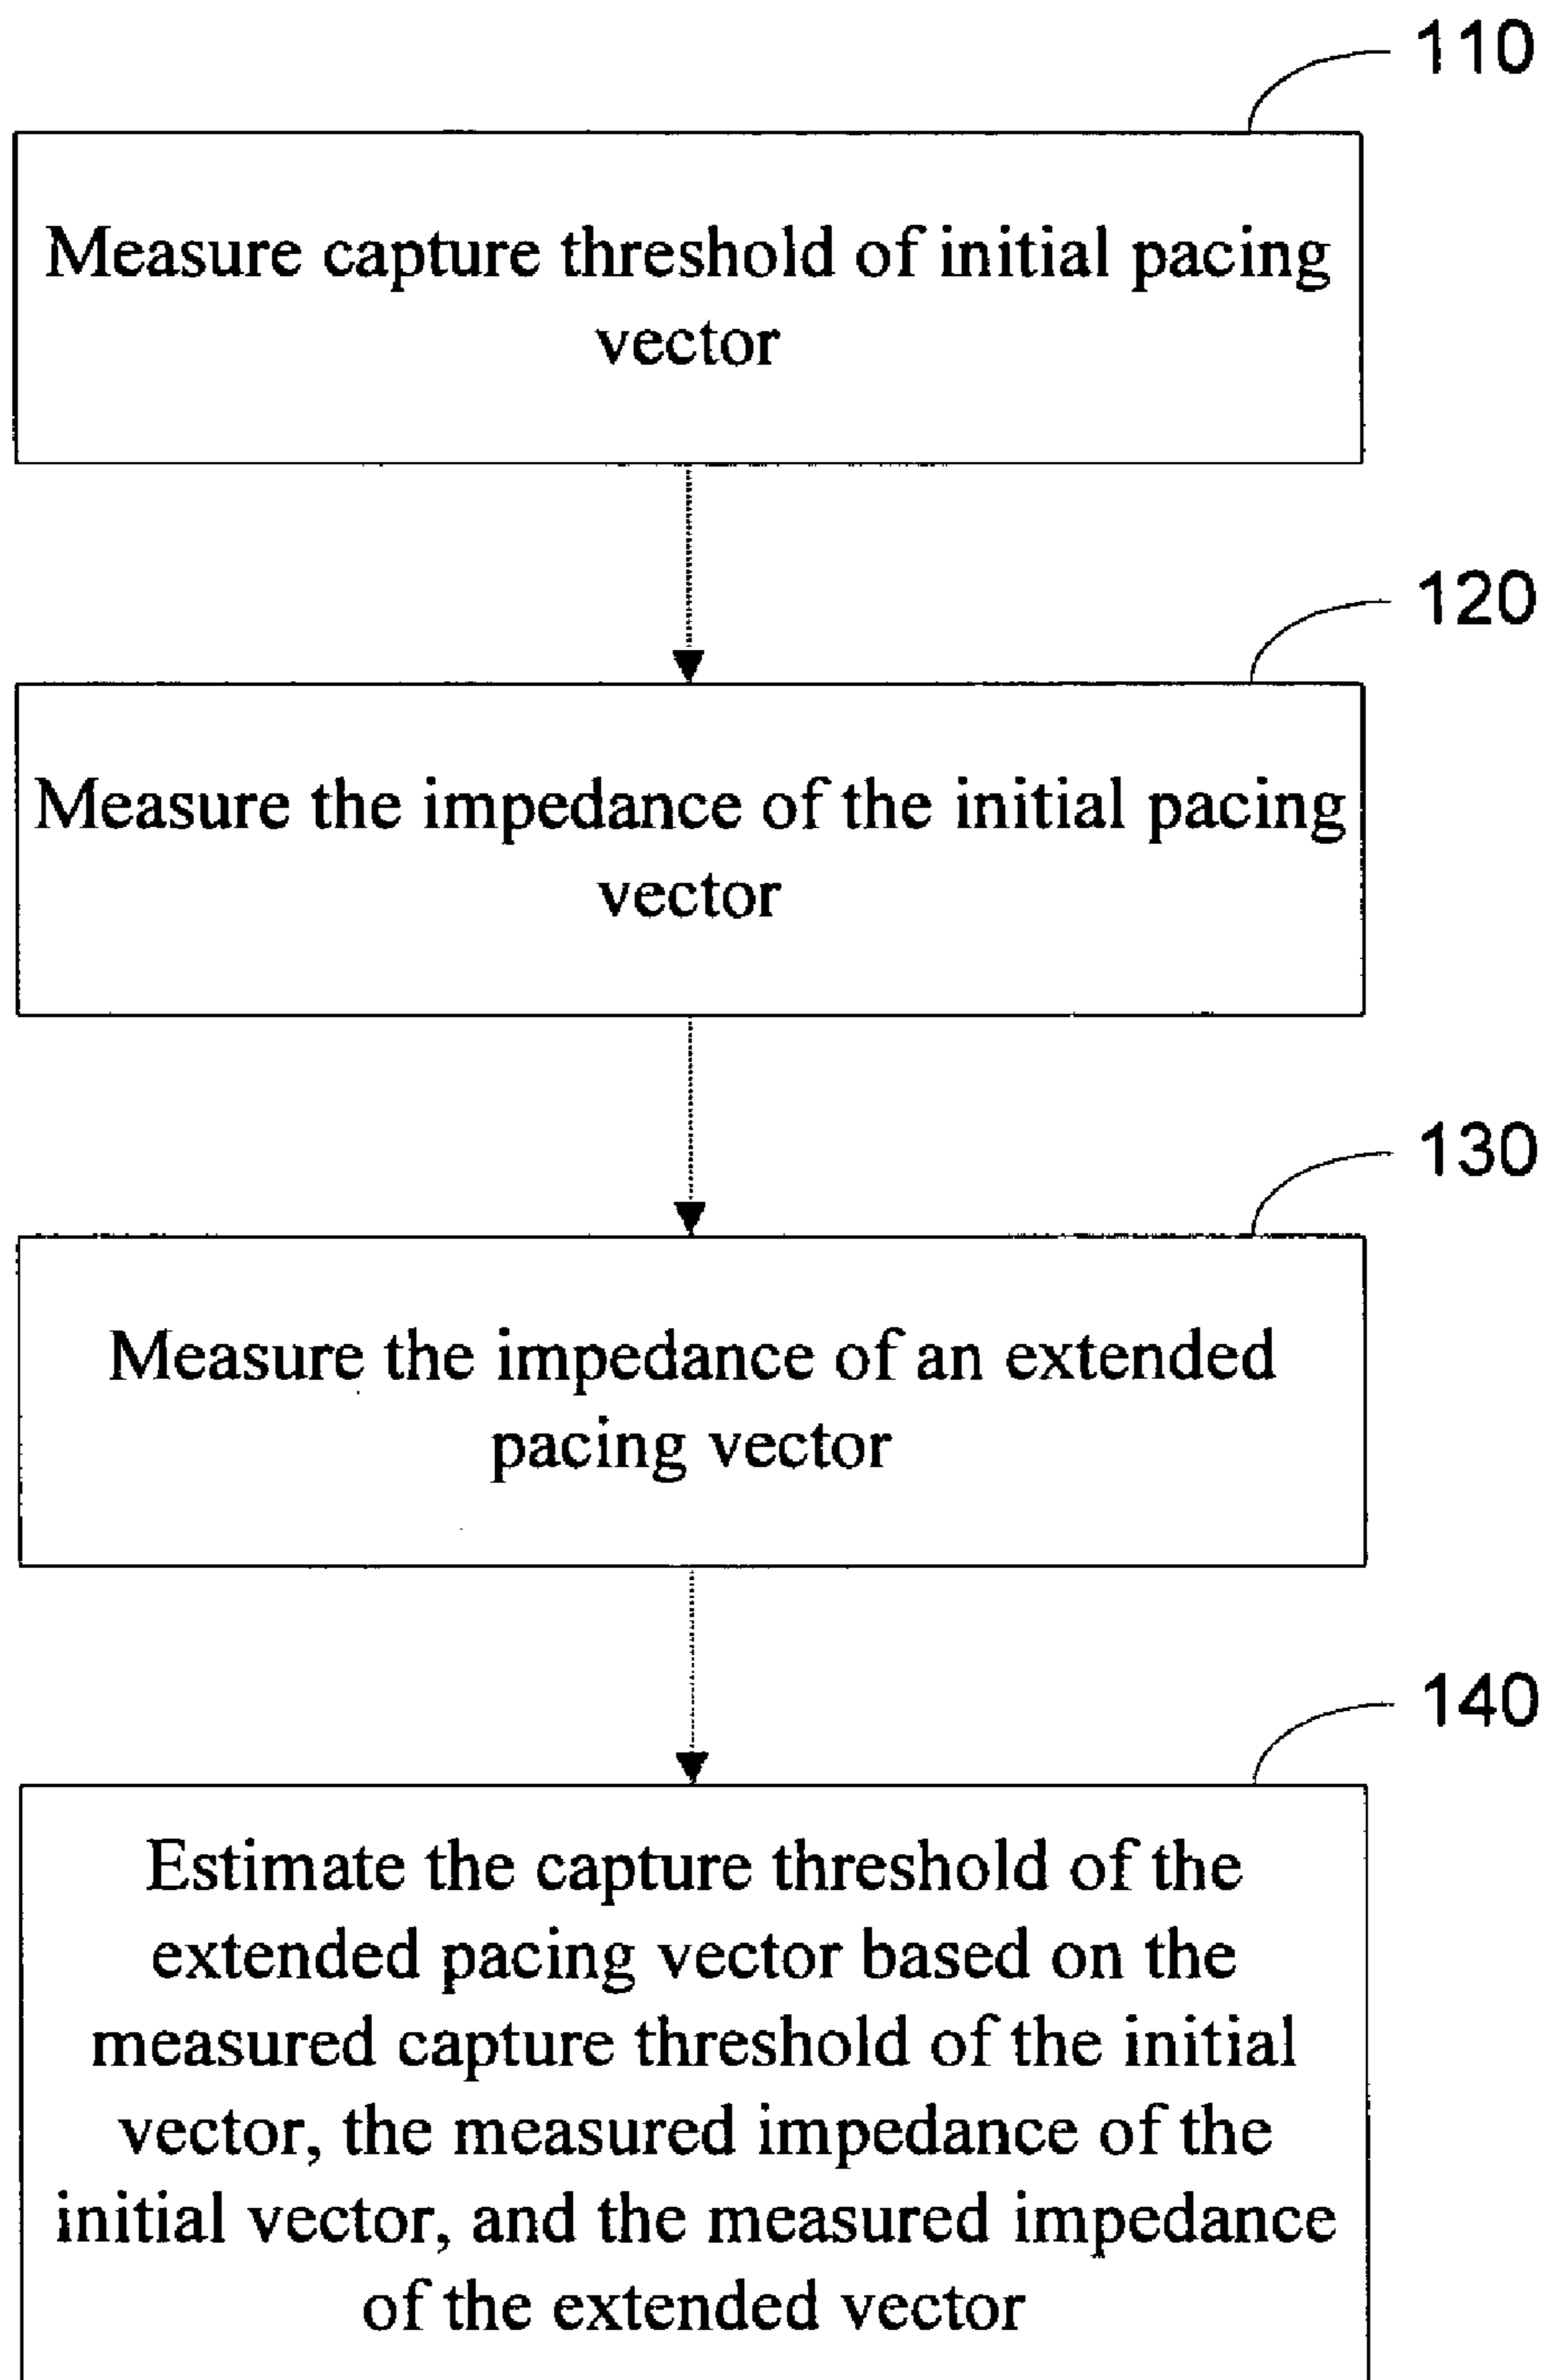 110
Measure capture threshold of initial pacing
vector
120
Measure the impedance of the initial pacing
vector
130
Measure the impedance of an extended
pacing vector
140
Estimate the capture threshold of the
extended pacing vector based on the
measured capture threshold of the initial
vector, the measured impedance of the
initial vector, and the measured impedance
of the extended vector